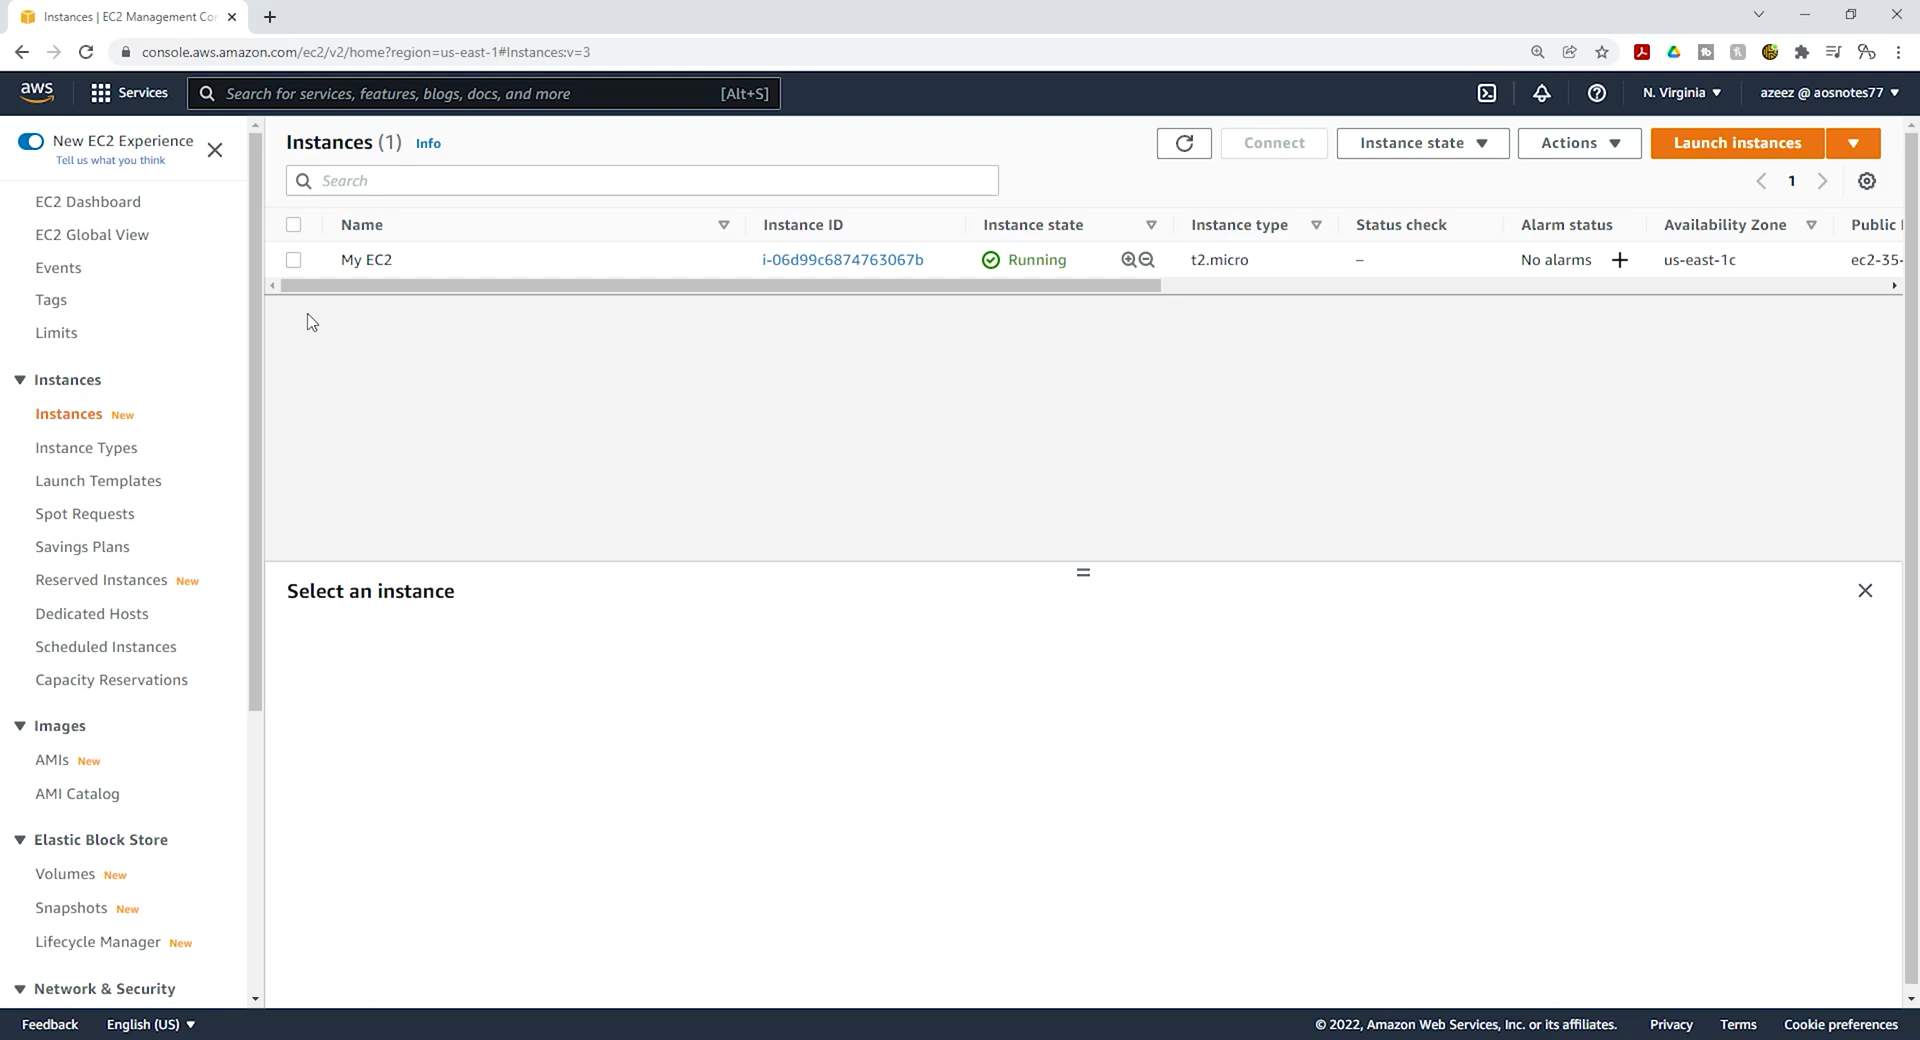 Instances | EC2 Management Cor
console.aws.amazon.com/ec2/v2/home?region=us-east-1#Instances:v=3
aws
Services
Search for services, features, blogs, docs, and more
[Alt+S]
N. Virginia
azeez @ aosnotes77
New EC2 Experience
Tell us what you think
EC2 Dashboard
EC2 Global View
Events
Tags
Limits
Instances
Instances New
Instance Types
Launch Templates
Spot Requests
Savings Plans
Reserved Instances New
Dedicated Hosts
Scheduled Instances
Capacity Reservations
Images
AMIs New
AMI Catalog
Elastic Block Store
Volumes New
Snapshots New
Lifecycle Manager New
Network & Security
Instances (1) Info
Connect
Instance state
Actions
Launch instances
Search
1
Name Instance ID Instance state Instance type Status check Alarm status Availability Zone Public
My EC2 i-06d99c6874763067b Running t2.micro – No alarms us-east-1c ec2-35-
Select an instance
Feedback English (US) © 2022, Amazon Web Services, Inc. or its affiliates. Privacy Terms Cookie preferences